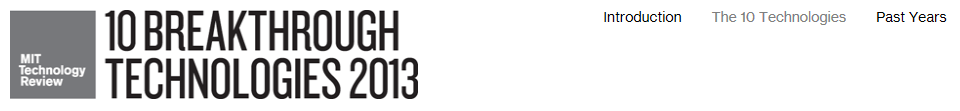 MIT
Technology
Review
10 BREAKTHROUGH
TECHNOLOGIES 2013
Introduction
The 10 Technologies
Past Years